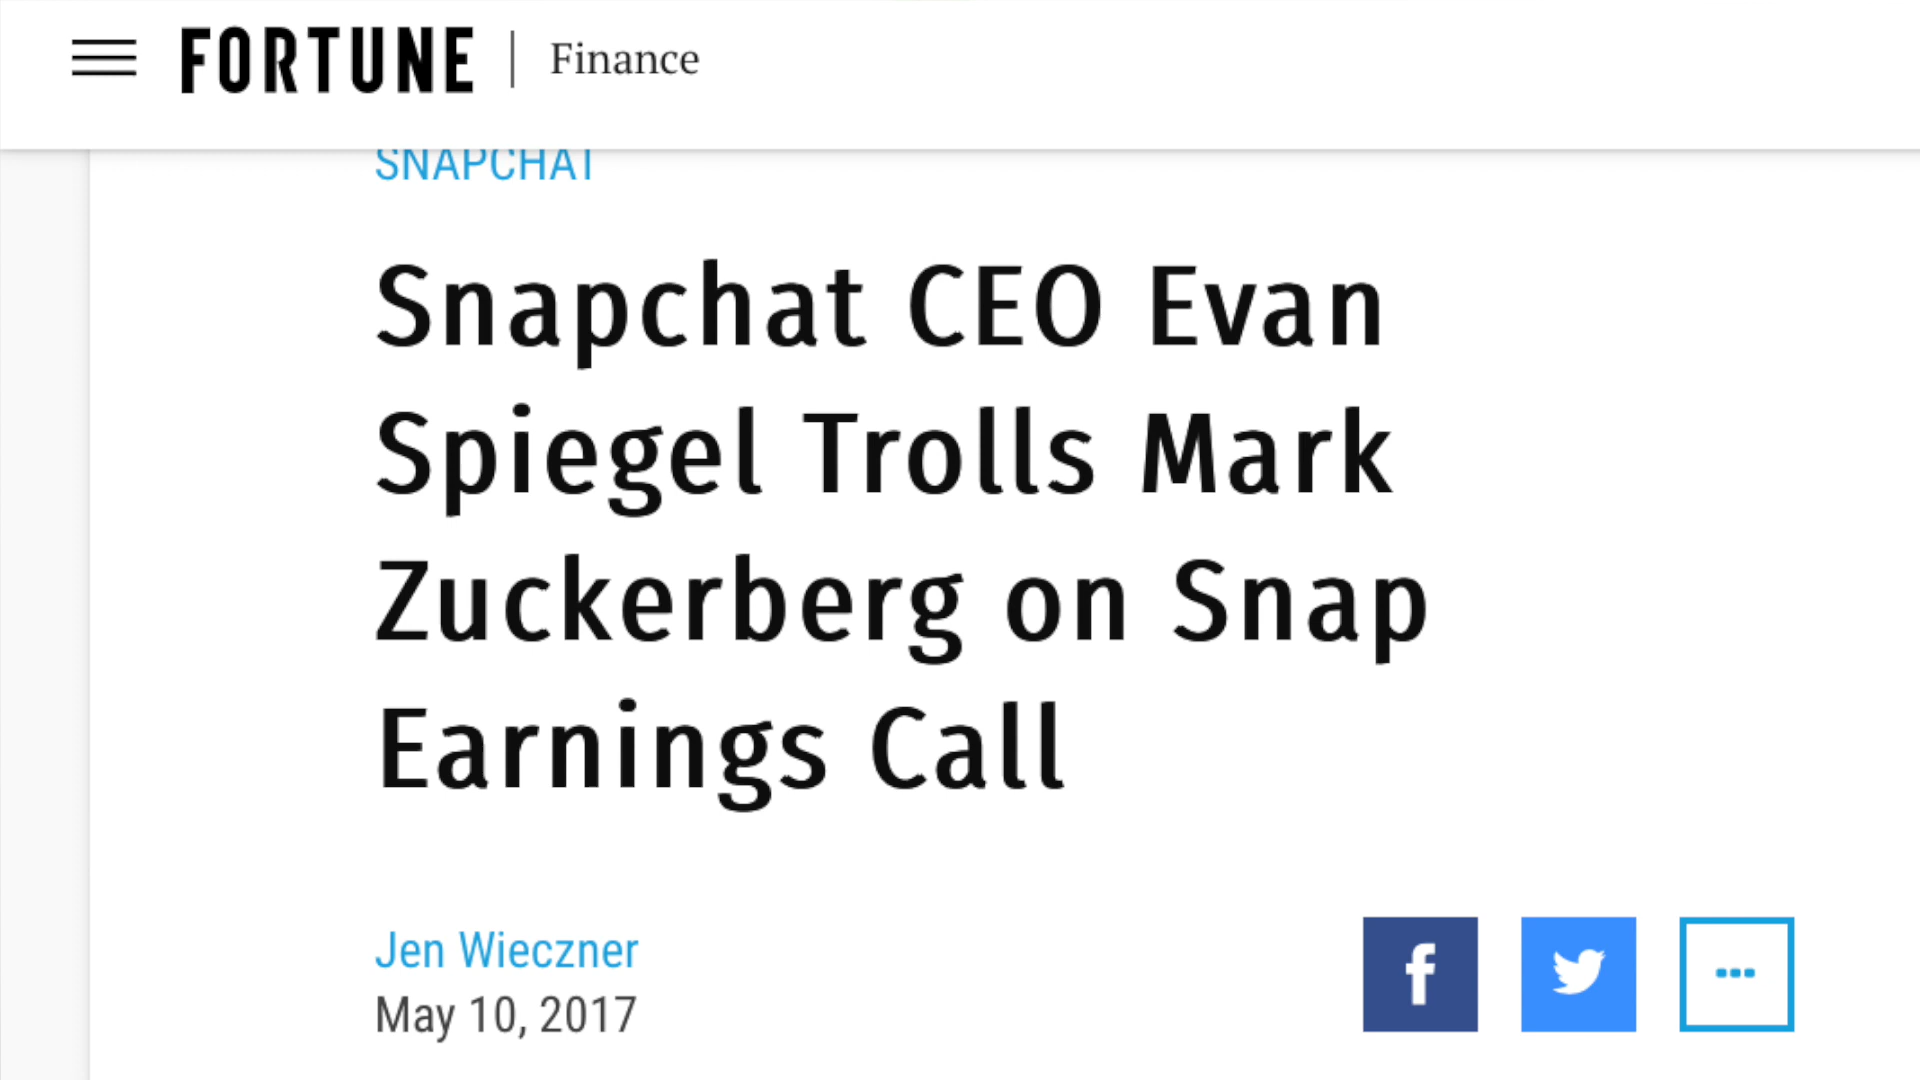 FORTUNE | Finance
SNAPCHAT
Snapchat CEO Evan
Spiegel Trolls Mark
Zuckerberg on Snap
Earnings Call
Jen Wieczner
May 10, 2017